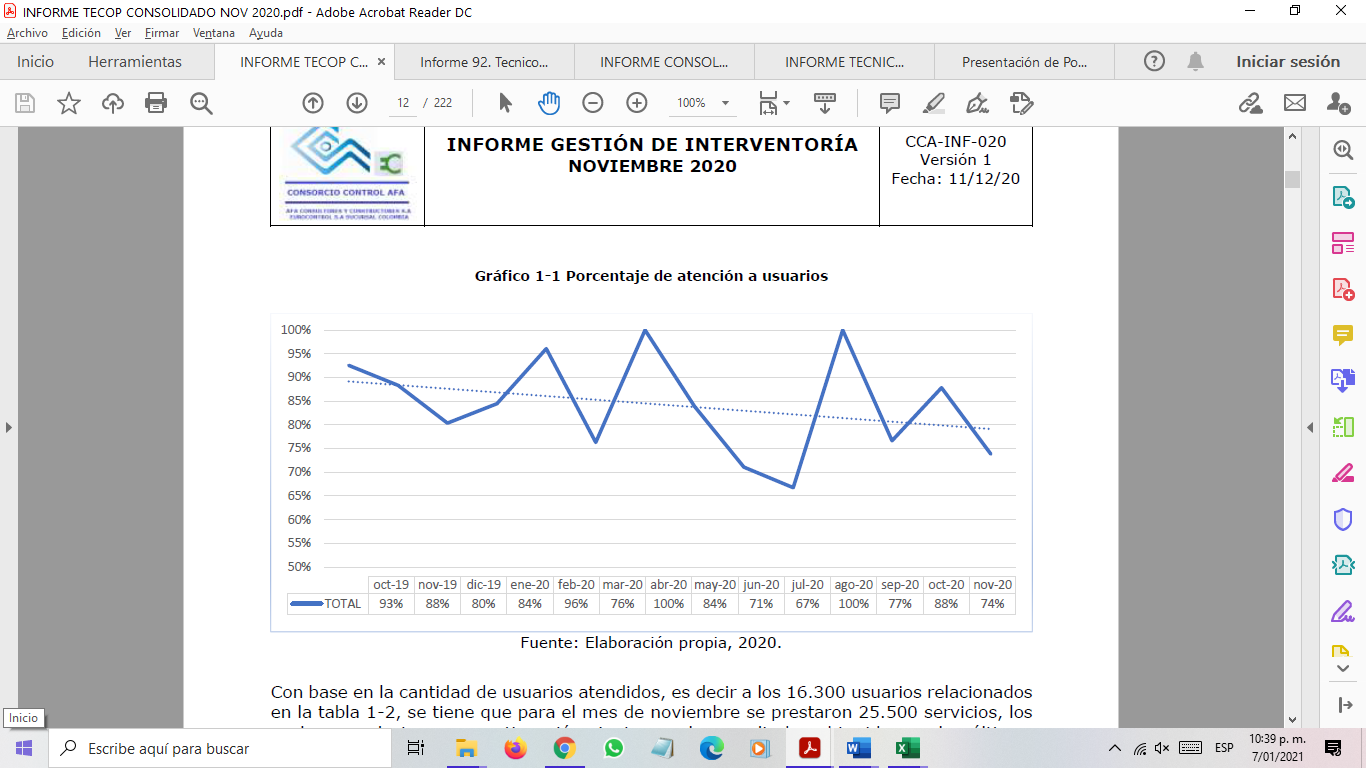 INFORME TECOP CONSOLIDADO NOV 2020.pdf - Adobe Acrobat Reader DC
Archivo Edición Ver Firmar Ventana Ayuda
Inicio Herramientas INFORME TECOP C... × Informe 92. Tecnico... INFORME CONSOL... INFORME TECNIC... Presentación de Po... Iniciar sesión
12 / 222 100%
CONSORCIO CONTROL AFA
AFA CONSULTORES Y CONSTRUCTORES S.A
EUROCONTROL S.A SUCURSAL COLOMBIA
INFORME GESTIÓN DE INTERVENTORÍA
NOVIEMBRE 2020
CCA-INF-020
Versión 1
Fecha: 11/12/20
Gráfico 1-1 Porcentaje de atención a usuarios
100%
95%
90%
85%
80%
75%
70%
65%
60%
55%
50%
oct-19 nov-19 dic-19 ene-20 feb-20 mar-20 abr-20 may-20 jun-20 jul-20 ago-20 sep-20 oct-20 nov-20
TOTAL 93% 88% 80% 84% 96% 76% 100% 84% 71% 67% 100% 77% 88% 74%
Fuente: Elaboración propia, 2020.
Con base en la cantidad de usuarios atendidos, es decir a los 16.300 usuarios relacionados
en la tabla 1-2, se tiene que para el mes de noviembre se prestaron 25.500 servicios, los
Inicio
Escribe aquí para buscar
ESP
10:39 p. m.
7/01/2021